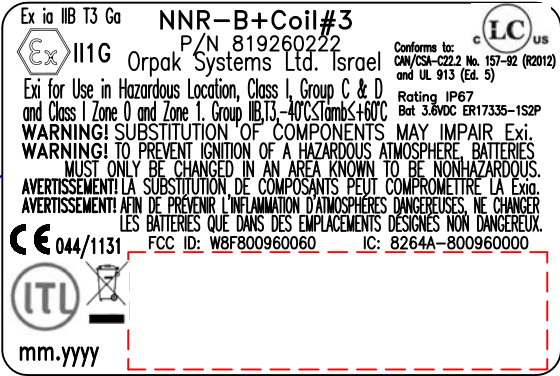 Ex ia IIB T3 Ga
NNR-B+Coil#3
Ex II1G
P/N 819260222
Orpak Systems Ltd. Israel
c LC us
Conforms to:
CAN/CSA-C22.2 No. 157-92 (R2012)
and UL 913 (Ed. 5)
Exi for Use in Hazardous Location, Class I, Group C & D
and Class I Zone 0 and Zone 1. Group IIB,T3,-40°C≤Tamb≤+60°C
Rating IP67
Bat 3.6VDC ER17335-1S2P
WARNING! SUBSTITUTION OF COMPONENTS MAY IMPAIR Exi.
WARNING! TO PREVENT IGNITION OF A HAZARDOUS ATMOSPHERE, BATTERIES
MUST ONLY BE CHANGED IN AN AREA KNOWN TO BE NONHAZARDOUS.
AVERTISSEMENT! LA SUBSTITUTION DE COMPOSANTS PEUT COMPROMETTRE LA Exia.
AVERTISSEMENT! AFIN DE PRÉVENIR L'INFLAMMATION D'ATMOSPHÈRES DANGEREUSES, NE CHANGER
LES BATTERIES QUE DANS DES EMPLACEMENTS DÉSIGNÉS NON DANGEREUX.
CE 044/1131
FCC ID: W8F800960060
IC: 8264A-800960000
ITL
mm.yyyy